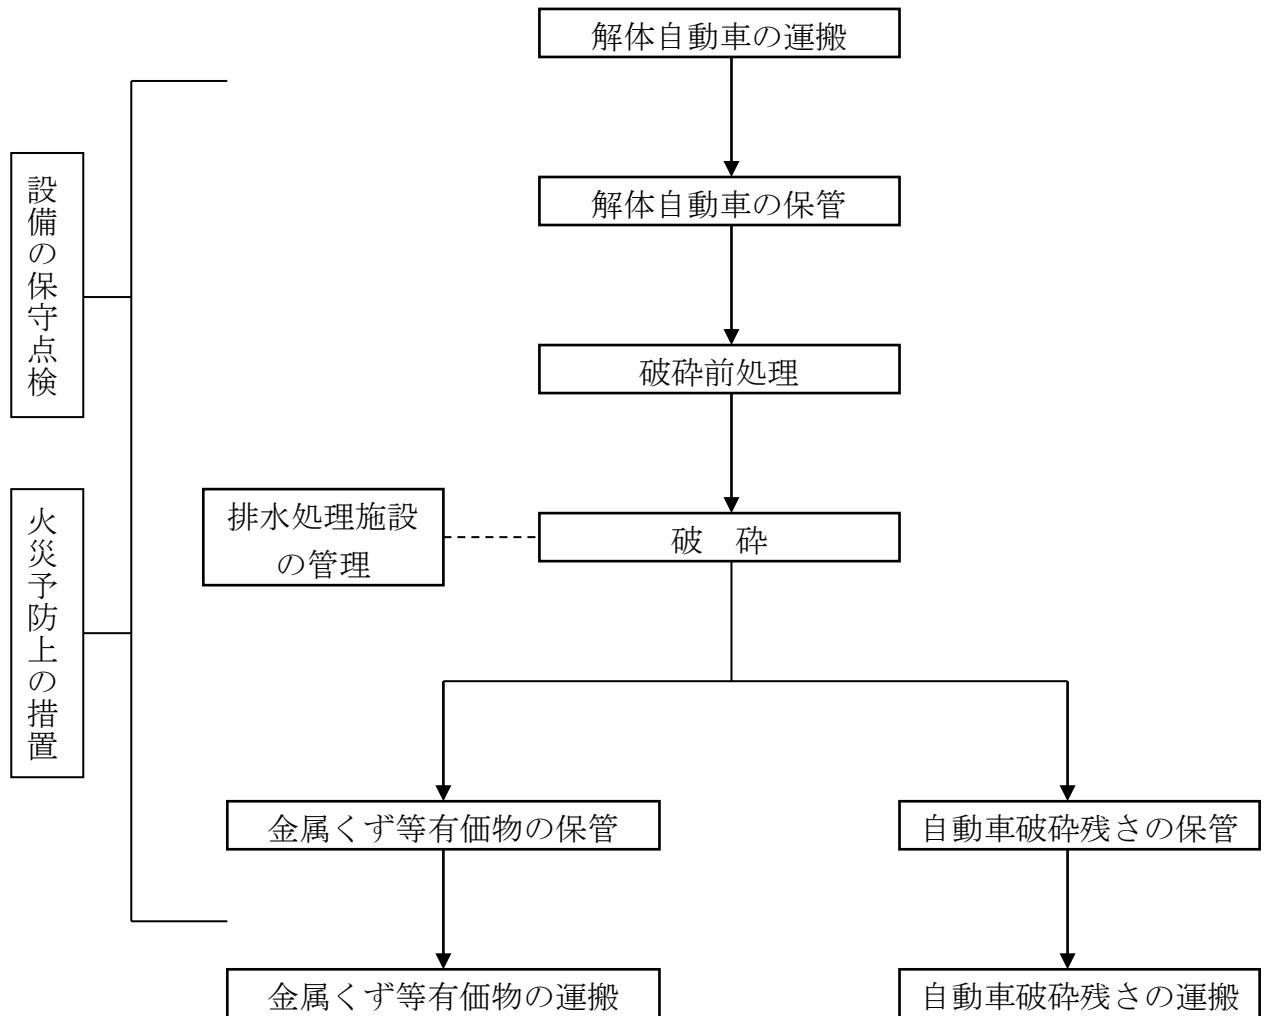 解体自動車の運搬
解体自動車の保管
設備の保守点検
破砕前処理
火災予防上の措置
排水処理施設
の管理
破　砕
金属くず等有価物の保管
自動車破砕残さの保管
金属くず等有価物の運搬
自動車破砕残さの運搬